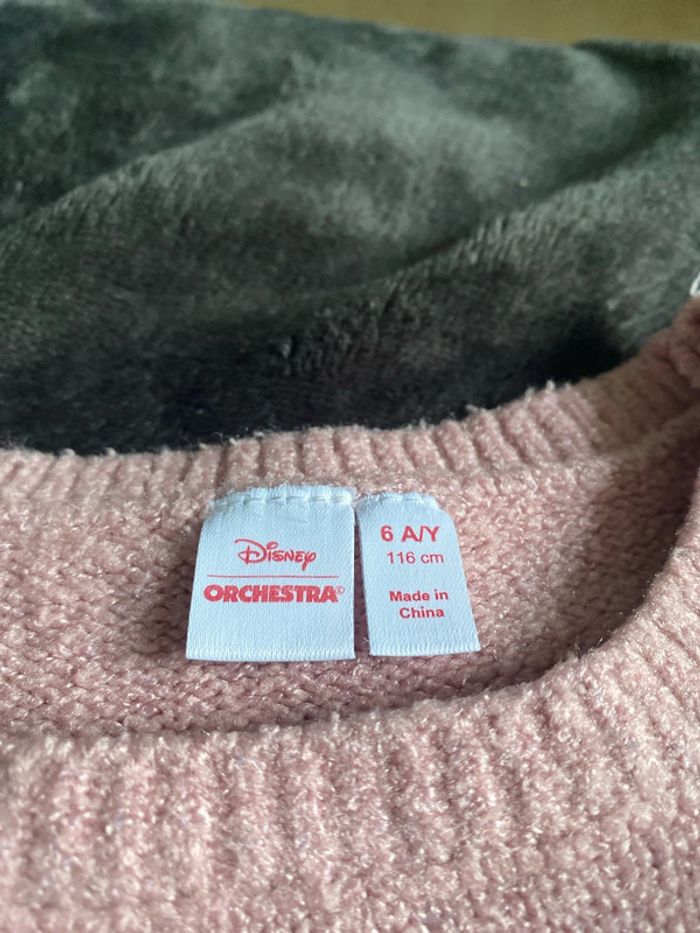 Disney
ORCHESTRA©
6 A/Y
116 cm
Made in
China